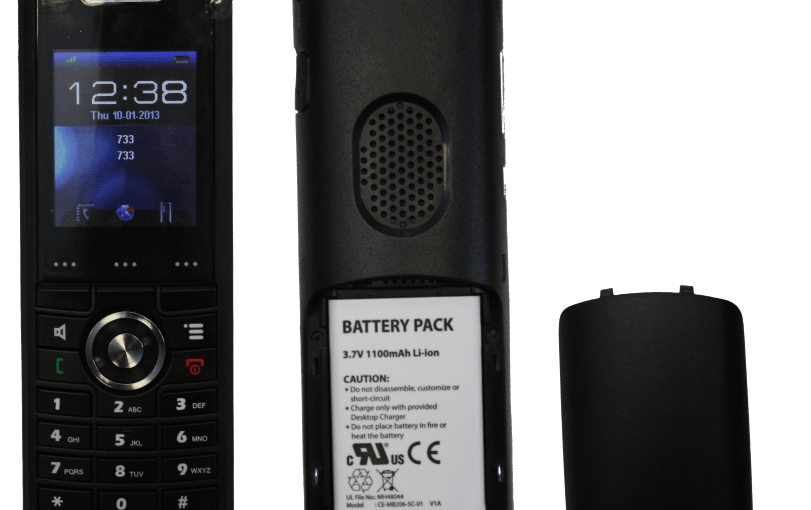 12:38
Thu 10-01-2013
733
733
1
2 ABC
3 DEF
4 GHI
5 JKL
6 MNO
7 PQRS
8 TUV
9 WXYZ
*
0
#
BATTERY PACK
3.7V 1100mAh Li-ion
CAUTION:
• Do not disassemble, customize or
short-circuit
• Charge only with provided
Desktop Charger
• Do not place battery in fire or
heat the battery
c RU US CE
UL File No.: MH48044
Model : CE-MB206-5C-01 V1A